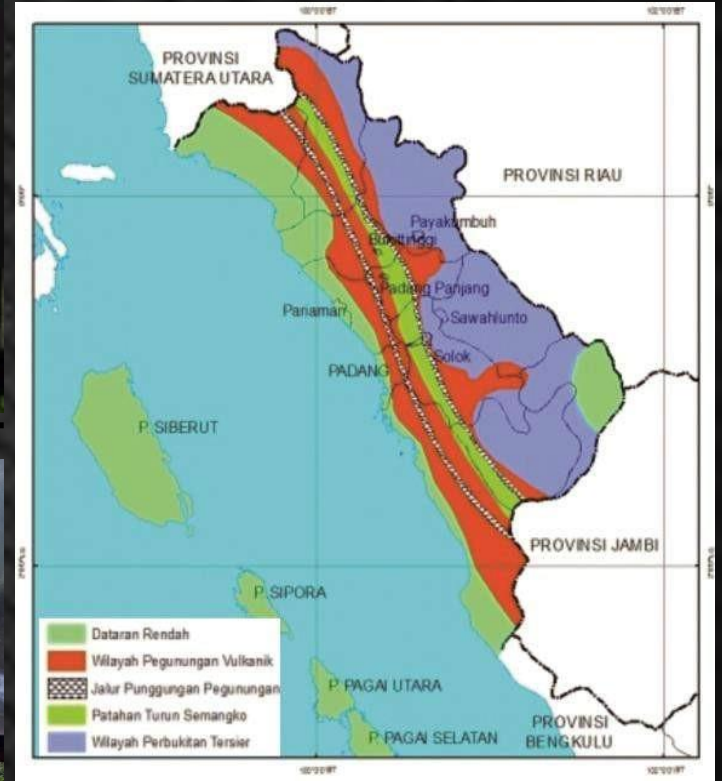 PROVINSI
SUMATERA UTARA
PROVINSI RIAU
Payakumbuh
Bukittinggi
Padang Panjang
Pariaman
Sawahlunto
Solok
PADANG
P. SIBERUT
PROVINSI JAMBI
P. SIPORA
Dataran Rendah
Wilayah Pegunungan Vulkanik
Jalur Punggungan Pegunungan
Patahan Turun Semangko
Wilayah Perbukitan Tersier
P. PAGAI UTARA
P. PAGAI SELATAN
PROVINSI
BENGKULU